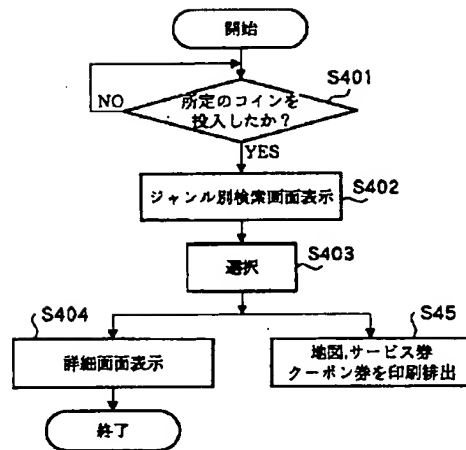 開始
S401
所定のコインを
投入したか？
NO
YES
S402
ジャンル別検索画面表示
S403
選択
S404
詳細画面表示
S45
地図,サービス券
クーポン券を印刷排出
終了